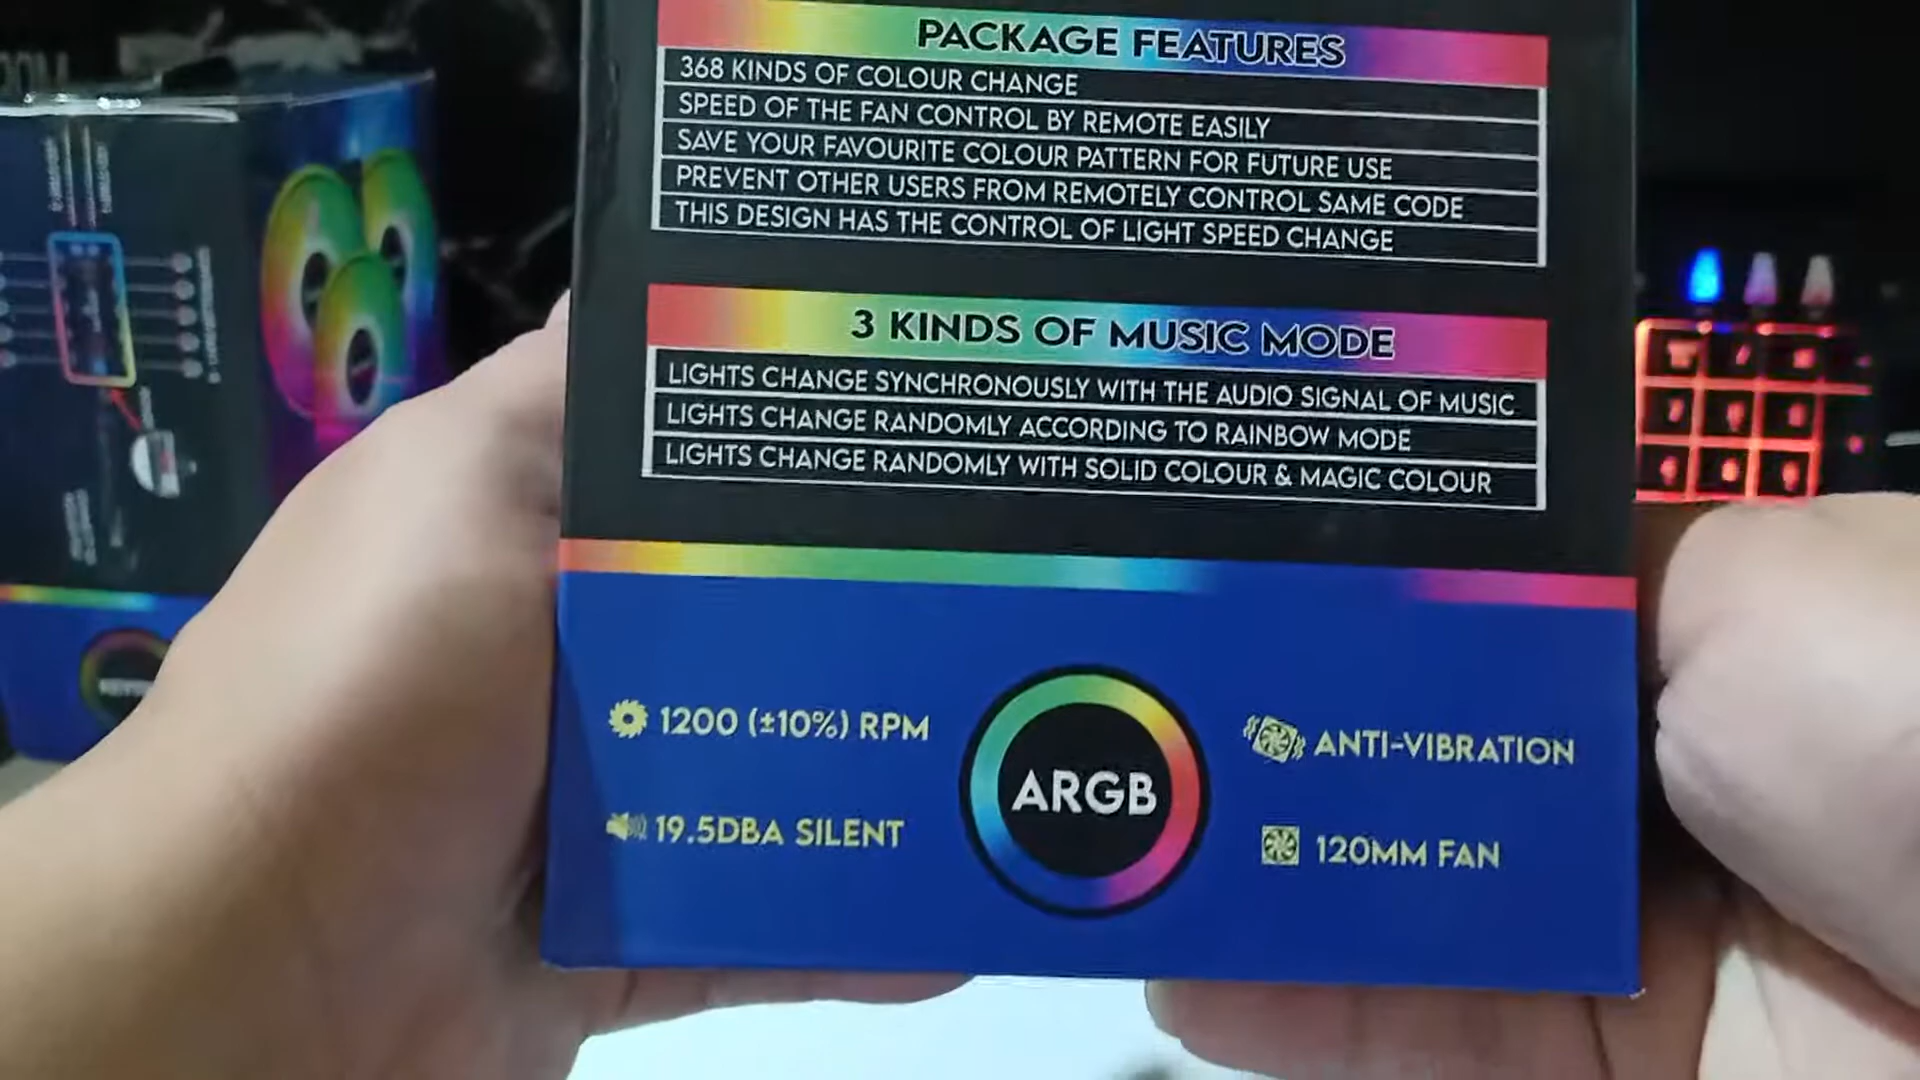 PACKAGE FEATURES
368 KINDS OF COLOUR CHANGE
SPEED OF THE FAN CONTROL BY REMOTE EASILY
SAVE YOUR FAVOURITE COLOUR PATTERN FOR FUTURE USE
PREVENT OTHER USERS FROM REMOTELY CONTROL SAME CODE
THIS DESIGN HAS THE CONTROL OF LIGHT SPEED CHANGE
3 KINDS OF MUSIC MODE
LIGHTS CHANGE SYNCHRONOUSLY WITH THE AUDIO SIGNAL OF MUSIC
LIGHTS CHANGE RANDOMLY ACCORDING TO RAINBOW MODE
LIGHTS CHANGE RANDOMLY WITH SOLID COLOUR & MAGIC COLOUR
1200 (±10%) RPM
19.5DBA SILENT
ARGB
ANTI-VIBRATION
120MM FAN